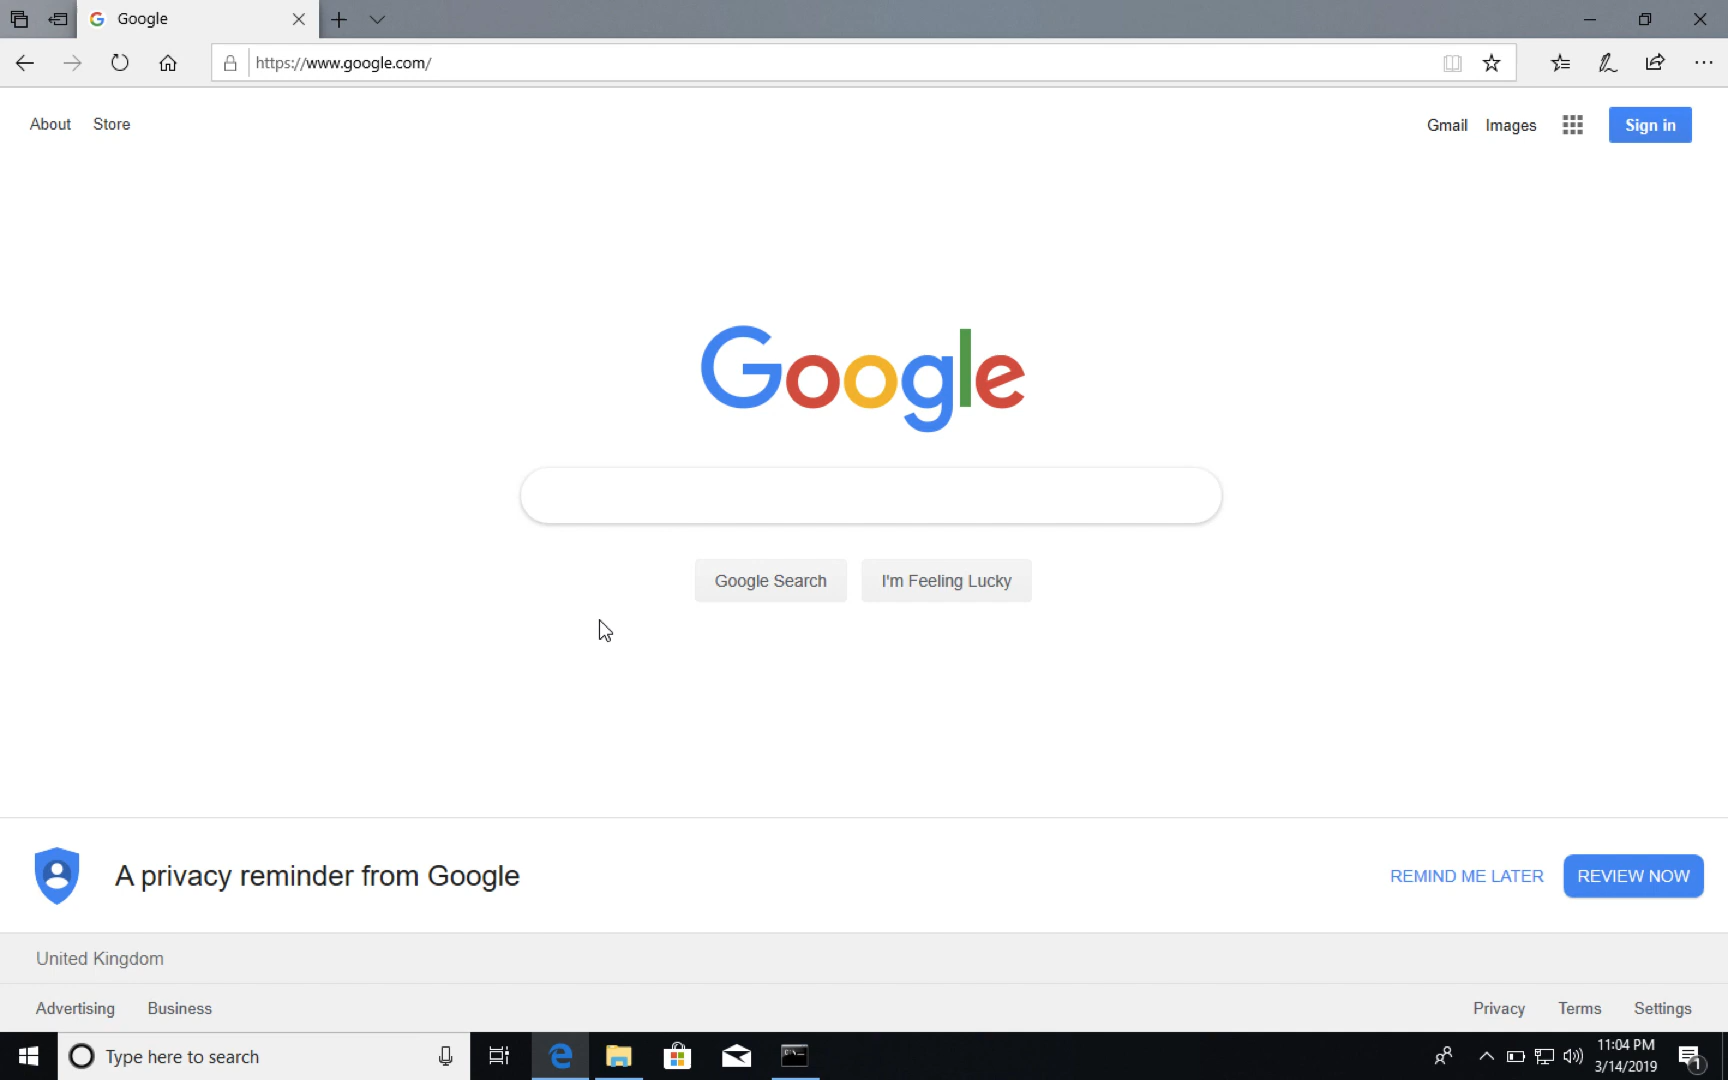 Google
https://www.google.com/
About Store
Gmail Images Sign in
Google
Google Search I'm Feeling Lucky
A privacy reminder from Google
REMIND ME LATER REVIEW NOW
United Kingdom
Advertising Business
Privacy Terms Settings
Type here to search
11:04 PM
3/14/2019
1